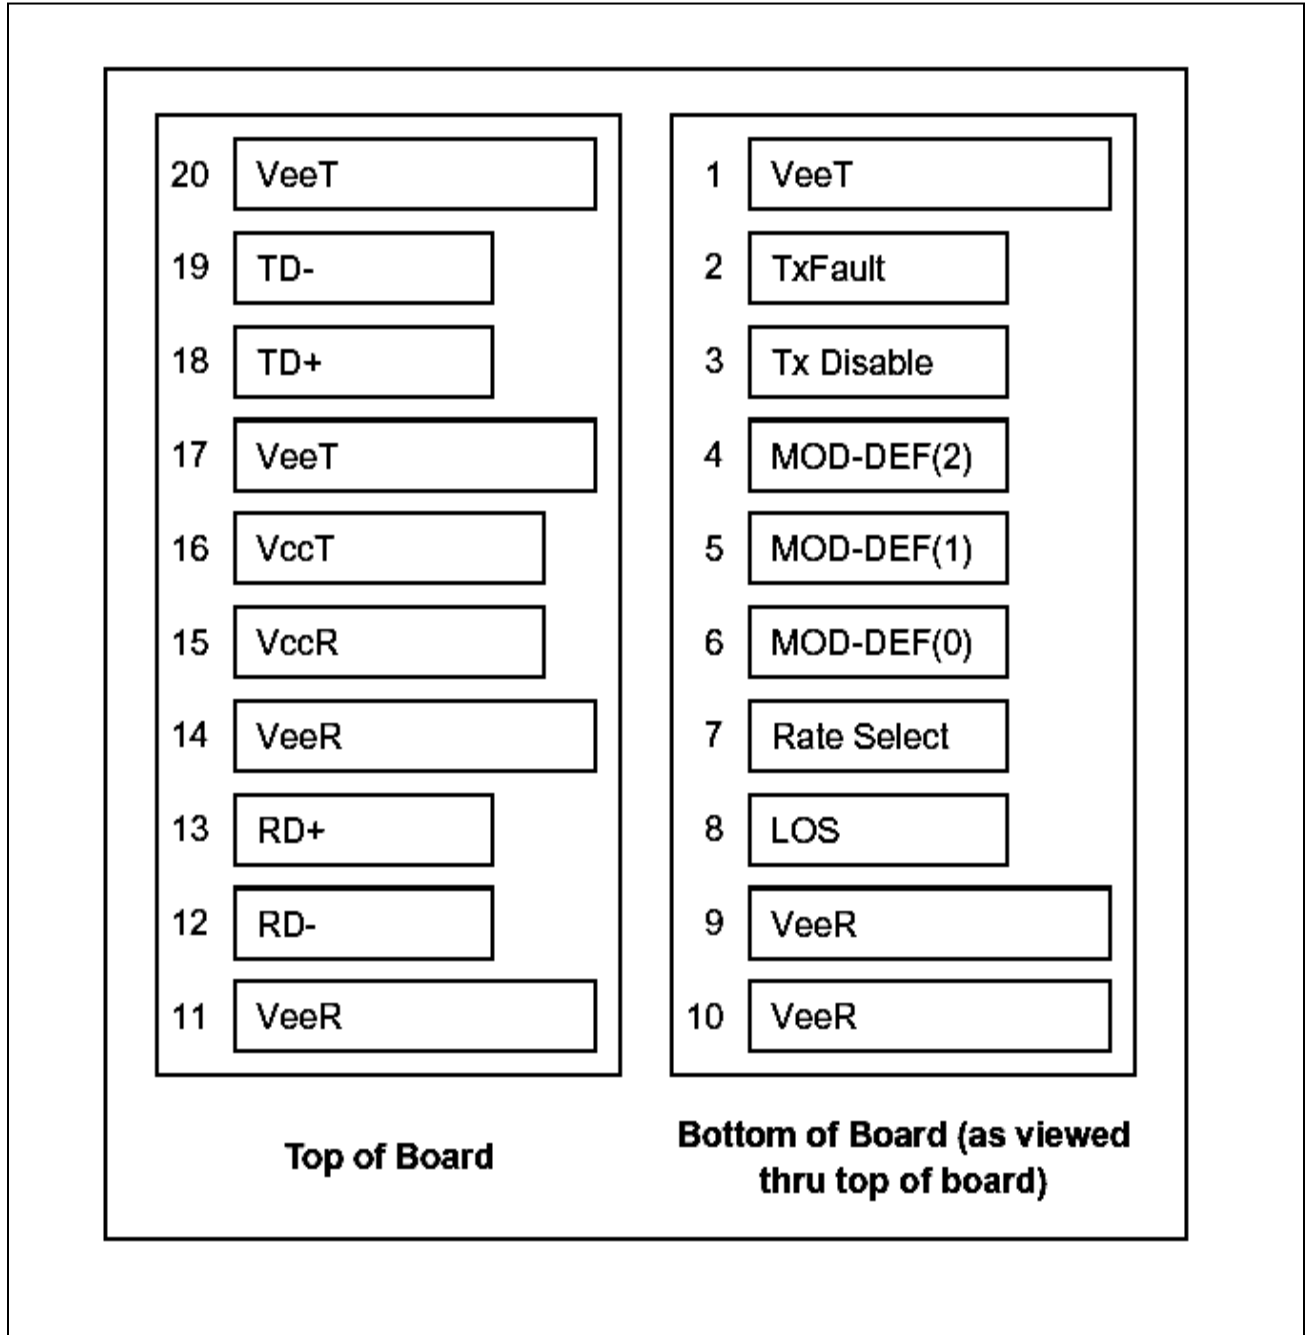 20 VeeT
19 TD-
18 TD+
17 VeeT
16 VccT
15 VccR
14 VeeR
13 RD+
12 RD-
11 VeeR
Top of Board
1 VeeT
2 TxFault
3 Tx Disable
4 MOD-DEF(2)
5 MOD-DEF(1)
6 MOD-DEF(0)
7 Rate Select
8 LOS
9 VeeR
10 VeeR
Bottom of Board (as viewed
thru top of board)